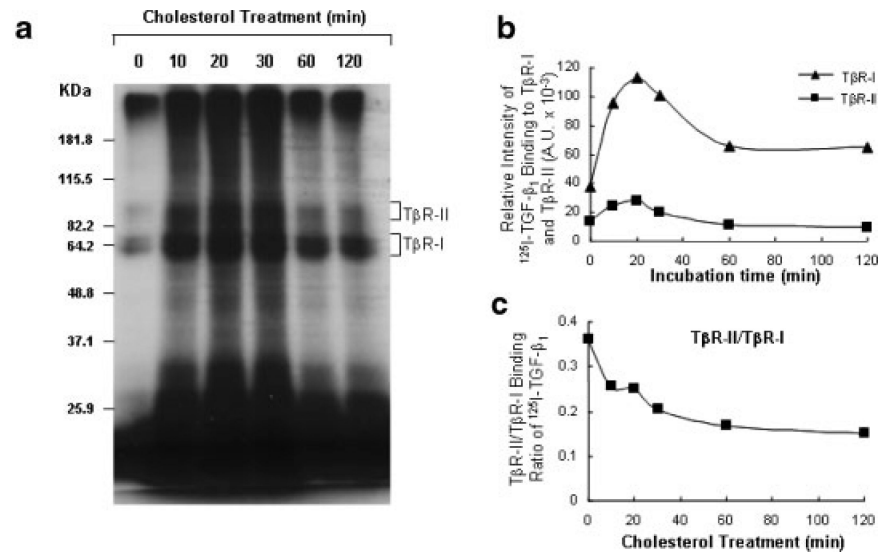 a
Cholesterol Treatment (min)
0 10 20 30 60 120
KDa
181.8
115.5
82.2
64.2
48.8
37.1
25.9
TβR-II
TβR-I
b
Relative Intensity of
¹²⁵I-TGF-β₁ Binding to TβR-I
and TβR-II (A.U. x 10⁻³)
120
100
80
60
40
20
0
0 20 40 60 80 100 120
Incubation time (min)
TβR-I
TβR-II
c
TβR-II/TβR-I
TβR-II/TβR-I Binding
Ratio of ¹²⁵I-TGF-β₁
0.4
0.3
0.2
0.1
0
0 20 40 60 80 100 120
Cholesterol Treatment (min)